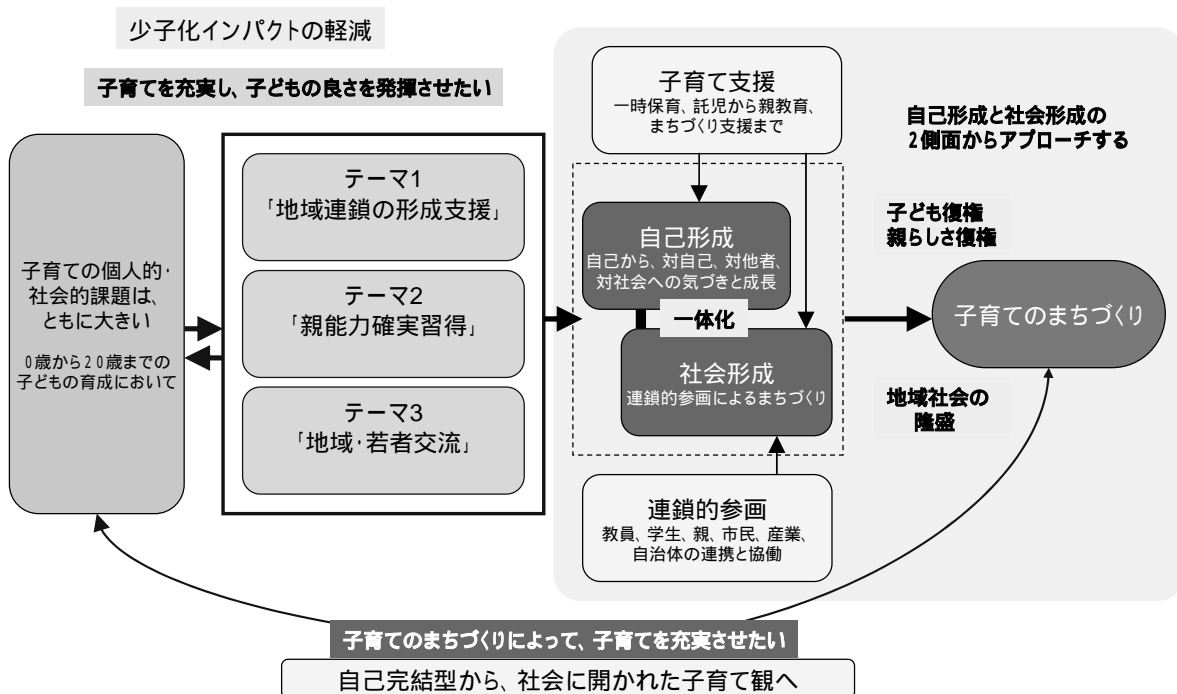 少子化インパクトの軽減
子育てを充実し、子どもの良さを発揮させたい
子育ての個人的・
社会的課題は、
ともに大きい
0歳から20歳までの
子どもの育成において
テーマ1
「地域連鎖の形成支援」
テーマ2
「親能力確実習得」
テーマ3
「地域・若者交流」
子育て支援
一時保育、託児から親教育、
まちづくり支援まで
自己形成
自己から、対自己、対他者、
対社会への気づきと成長
一体化
社会形成
連鎖的参画によるまちづくり
連鎖的参画
教員、学生、親、市民、産業、
自治体の連携と協働
自己形成と社会形成の
2側面からアプローチする
子ども復権
親らしさ復権
子育てのまちづくり
地域社会の
隆盛
子育てのまちづくりによって、子育てを充実させたい
自己完結型から、社会に開かれた子育て観へ